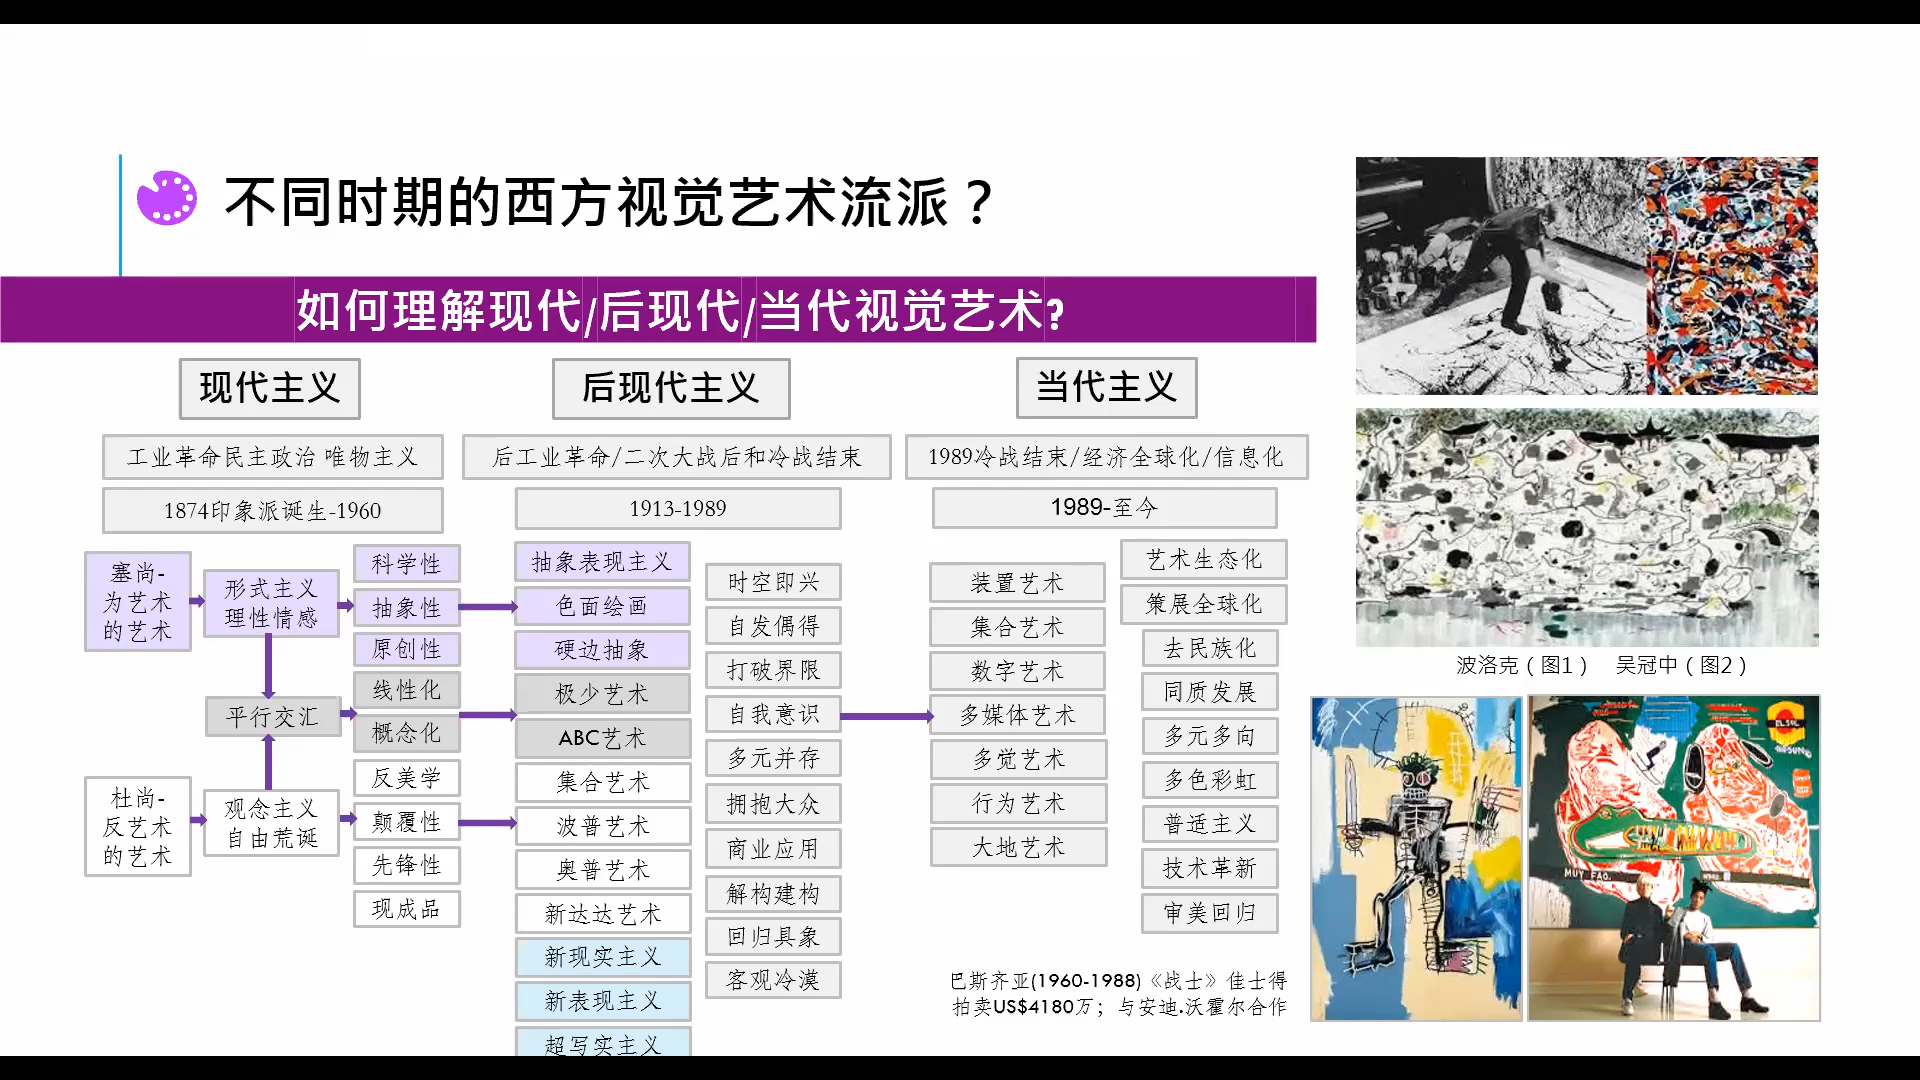 不同时期的西方视觉艺术流派？
如何理解现代/后现代/当代视觉艺术?
现代主义
工业革命民主政治 唯物主义
1874印象派诞生-1960
塞尚-
为艺术
的艺术
形式主义
理性情感
平行交汇
杜尚-
反艺术
的艺术
观念主义
自由荒诞
科学性
抽象性
原创性
线性化
概念化
反美学
颠覆性
先锋性
现成品
后现代主义
后工业革命/二次大战后和冷战结束
1913-1989
抽象表现主义
色面绘画
硬边抽象
极少艺术
ABC艺术
集合艺术
波普艺术
奥普艺术
新达达艺术
新现实主义
新表现主义
超写实主义
时空即兴
自发偶得
打破界限
自我意识
多元并存
拥抱大众
商业应用
解构建构
回归具象
客观冷漠
当代主义
1989冷战结束/经济全球化/信息化
1989-至今
装置艺术
集合艺术
数字艺术
多媒体艺术
多觉艺术
行为艺术
大地艺术
艺术生态化
策展全球化
去民族化
同质发展
多元多向
多色彩虹
普适主义
技术革新
审美回归
巴斯齐亚(1960-1988)《战士》佳士得
拍卖US$4180万；与安迪.沃霍尔合作
波洛克（图1） 吴冠中（图2）
MUY FAO.